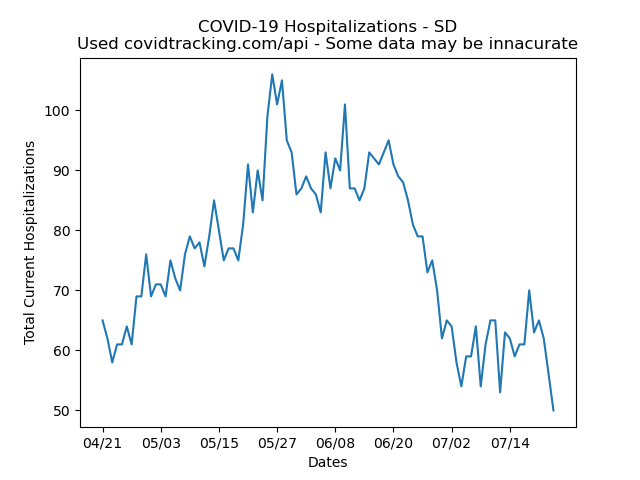 COVID-19 Hospitalizations - SD
Used covidtracking.com/api - Some data may be innacurate
Total Current Hospitalizations
100
90
80
70
60
50
04/21 05/03 05/15 05/27 06/08 06/20 07/02 07/14
Dates